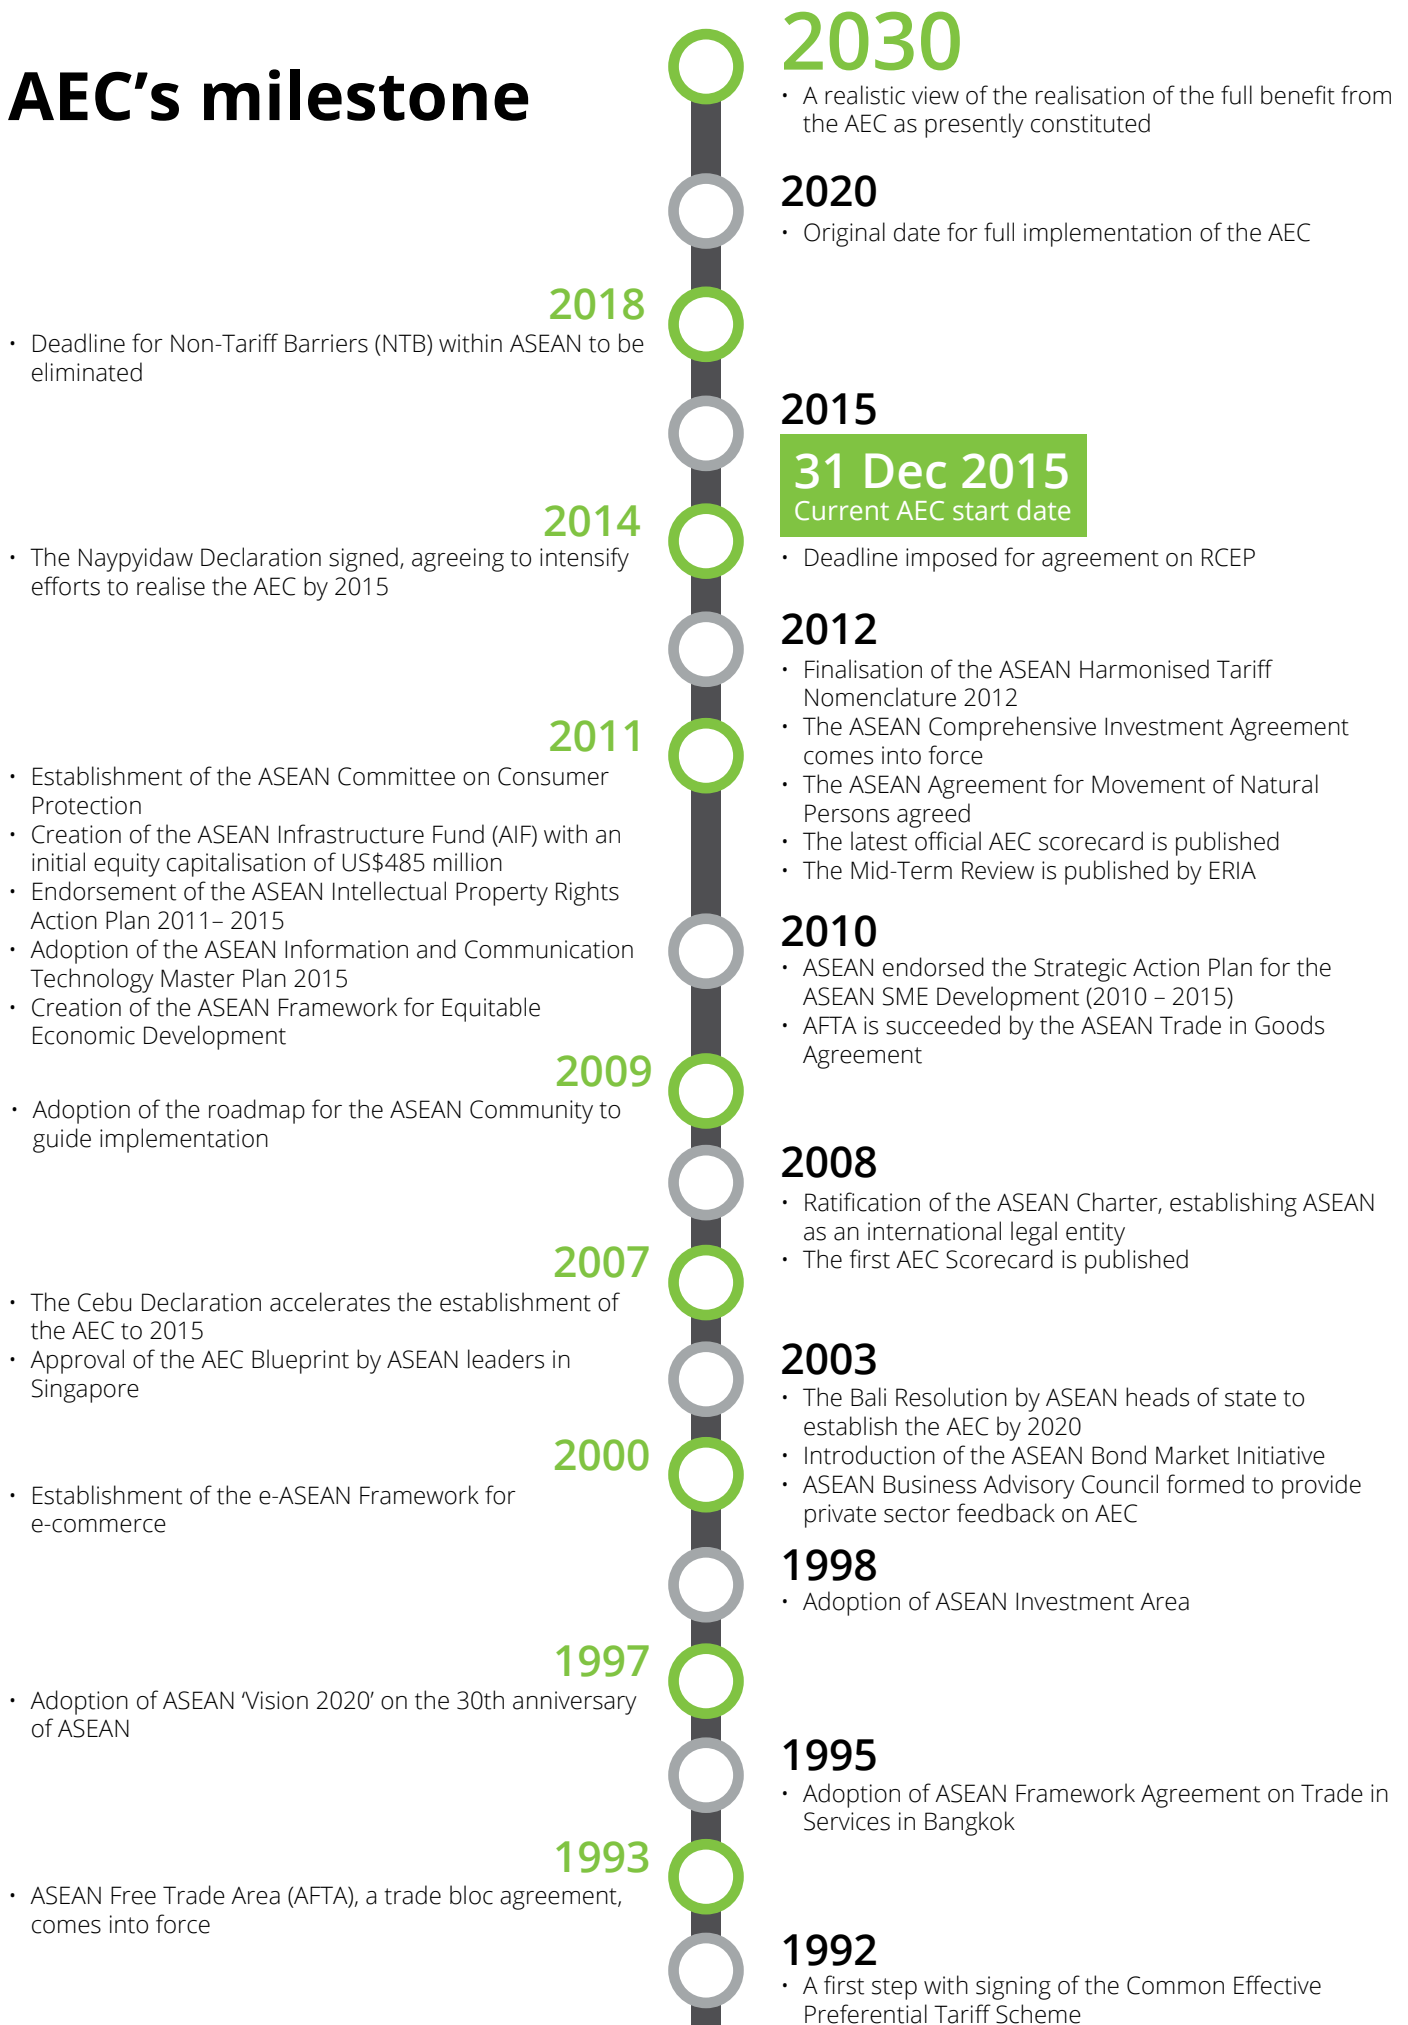 AEC’s milestone
2030
• A realistic view of the realisation of the full benefit from
the AEC as presently constituted
2020
• Original date for full implementation of the AEC
2018
• Deadline for Non-Tariff Barriers (NTB) within ASEAN to be
eliminated
2015
31 Dec 2015
Current AEC start date
• Deadline imposed for agreement on RCEP
2014
• The Naypyidaw Declaration signed, agreeing to intensify
efforts to realise the AEC by 2015
2012
• Finalisation of the ASEAN Harmonised Tariff
Nomenclature 2012
• The ASEAN Comprehensive Investment Agreement
comes into force
• The ASEAN Agreement for Movement of Natural
Persons agreed
• The latest official AEC scorecard is published
• The Mid-Term Review is published by ERIA
2011
• Establishment of the ASEAN Committee on Consumer
Protection
• Creation of the ASEAN Infrastructure Fund (AIF) with an
initial equity capitalisation of US$485 million
• Endorsement of the ASEAN Intellectual Property Rights
Action Plan 2011– 2015
• Adoption of the ASEAN Information and Communication
Technology Master Plan 2015
• Creation of the ASEAN Framework for Equitable
Economic Development
2010
• ASEAN endorsed the Strategic Action Plan for the
ASEAN SME Development (2010 – 2015)
• AFTA is succeeded by the ASEAN Trade in Goods
Agreement
2009
• Adoption of the roadmap for the ASEAN Community to
guide implementation
2008
• Ratification of the ASEAN Charter, establishing ASEAN
as an international legal entity
• The first AEC Scorecard is published
2007
• The Cebu Declaration accelerates the establishment of
the AEC to 2015
• Approval of the AEC Blueprint by ASEAN leaders in
Singapore
2003
• The Bali Resolution by ASEAN heads of state to
establish the AEC by 2020
• Introduction of the ASEAN Bond Market Initiative
• ASEAN Business Advisory Council formed to provide
private sector feedback on AEC
2000
• Establishment of the e-ASEAN Framework for
e-commerce
1998
• Adoption of ASEAN Investment Area
1997
• Adoption of ASEAN ‘Vision 2020’ on the 30th anniversary
of ASEAN
1995
• Adoption of ASEAN Framework Agreement on Trade in
Services in Bangkok
1993
• ASEAN Free Trade Area (AFTA), a trade bloc agreement,
comes into force
1992
• A first step with signing of the Common Effective
Preferential Tariff Scheme